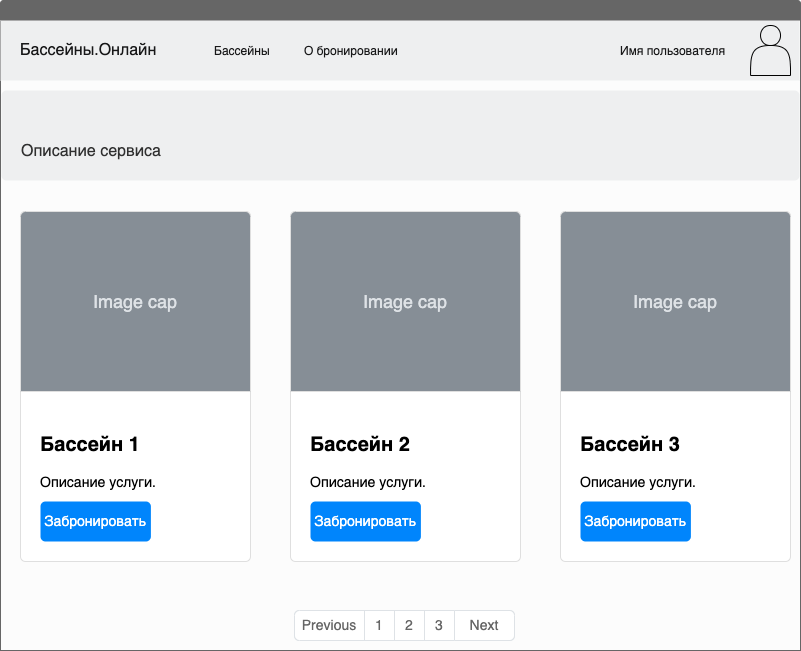 Бассейны.Онлайн Бассейны О бронировании Имя пользователя
Описание сервиса
Image cap Image cap Image cap
Бассейн 1 Бассейн 2 Бассейн 3
Описание услуги. Описание услуги. Описание услуги.
Забронировать Забронировать Забронировать
Previous 1 2 3 Next